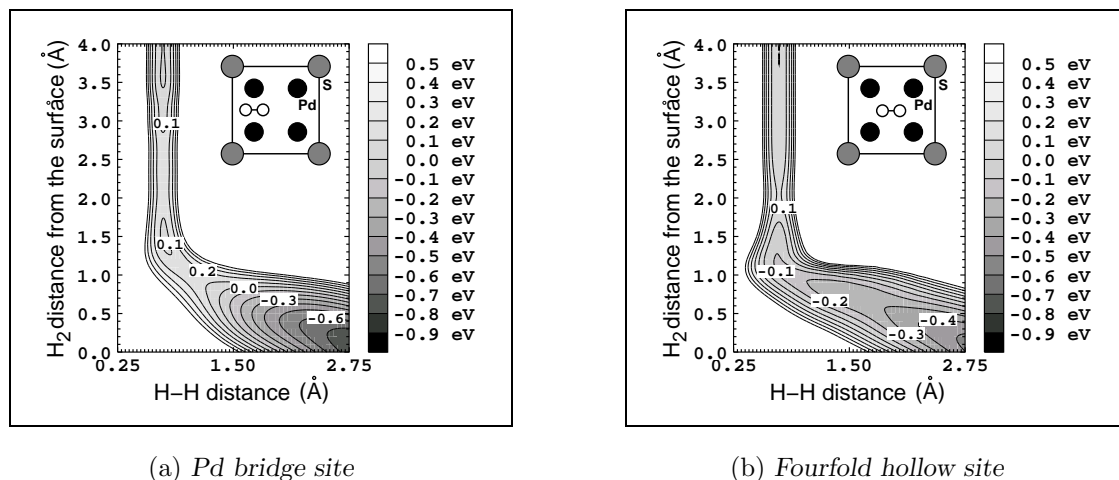 4.0
3.5
3.0
2.5
2.0
1.5
1.0
0.5
0.0
0.25
1.50
2.75
H2 distance from the surface (Å)
H−H distance (Å)
S
Pd
0.1
0.1
0.2
0.0
−0.3
−0.6
0.5 eV
0.4 eV
0.3 eV
0.2 eV
0.1 eV
0.0 eV
−0.1 eV
−0.2 eV
−0.3 eV
−0.4 eV
−0.5 eV
−0.6 eV
−0.7 eV
−0.8 eV
−0.9 eV
(a) Pd bridge site
4.0
3.5
3.0
2.5
2.0
1.5
1.0
0.5
0.0
0.25
1.50
2.75
H2 distance from the surface (Å)
H−H distance (Å)
S
Pd
0.1
−0.1
−0.2
−0.4
−0.3
0.5 eV
0.4 eV
0.3 eV
0.2 eV
0.1 eV
0.0 eV
−0.1 eV
−0.2 eV
−0.3 eV
−0.4 eV
−0.5 eV
−0.6 eV
−0.7 eV
−0.8 eV
−0.9 eV
(b) Fourfold hollow site